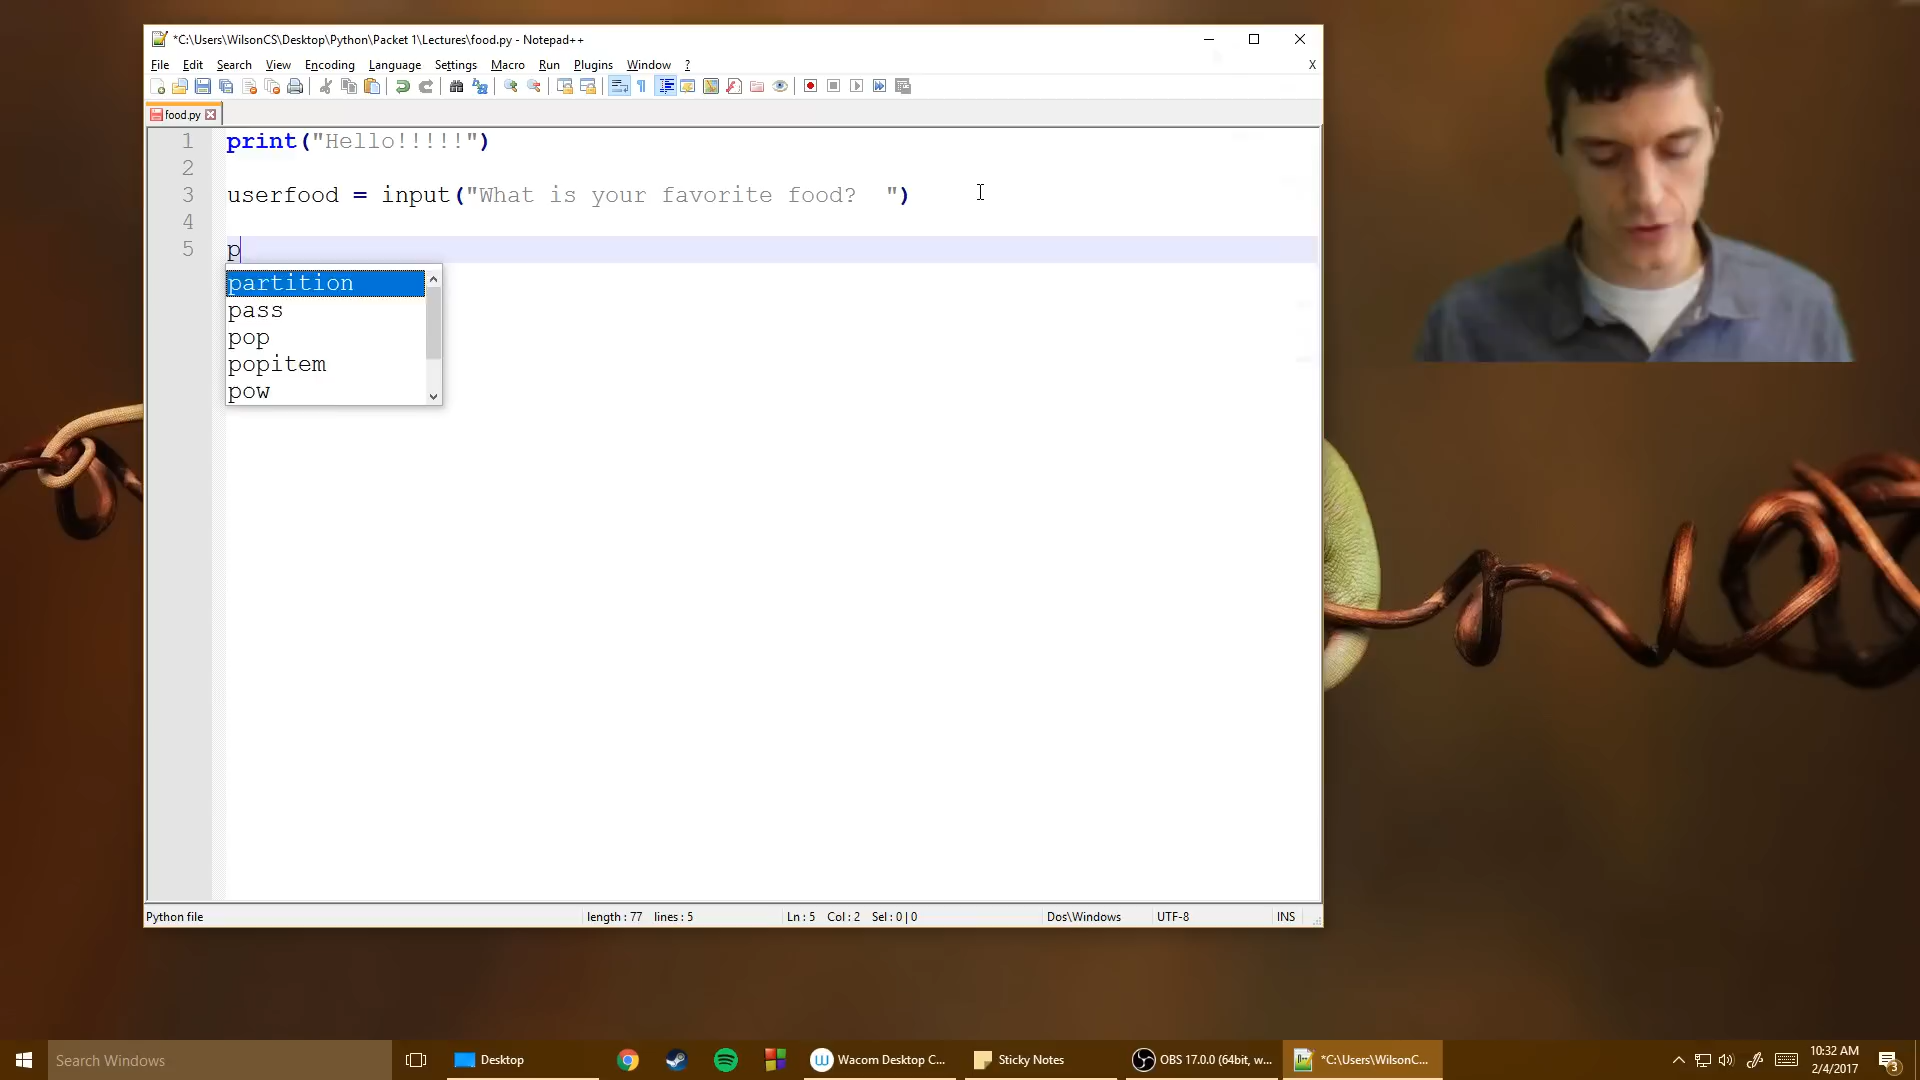 *C:\Users\WilsonCS\Desktop\Python\Packet 1\Lectures\food.py - Notepad++
File Edit Search View Encoding Language Settings Macro Run Plugins Window ? X
food.py
1 print("Hello!!!!!")
2
3 userfood = input("What is your favorite food?  ")
4
5 p
partition
pass
pop
popitem
pow
Python file length : 77 lines : 5 Ln : 5 Col : 2 Sel : 0 | 0 Dos\Windows UTF-8 INS
Search Windows Desktop Wacom Desktop C... Sticky Notes OBS 17.0.0 (64bit, w... *C:\Users\WilsonC... 10:32 AM
2/4/2017 3